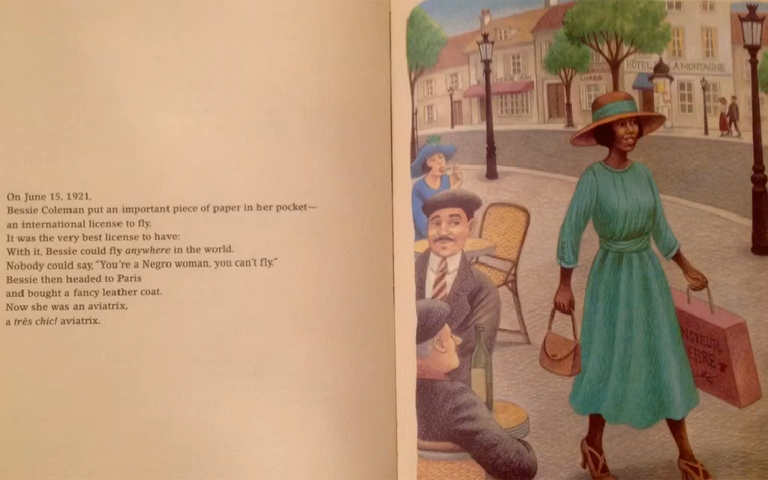 On June 15, 1921,
Bessie Coleman put an important piece of paper in her pocket—
an international license to fly.
It was the very best license to have:
With it, Bessie could fly anywhere in the world.
Nobody could say, "You're a Negro woman, you can't fly."
Bessie then headed to Paris
and bought a fancy leather coat.
Now she was an aviatrix,
a très chic! aviatrix.
HÔTEL LAMONTAGNE
LIVRES